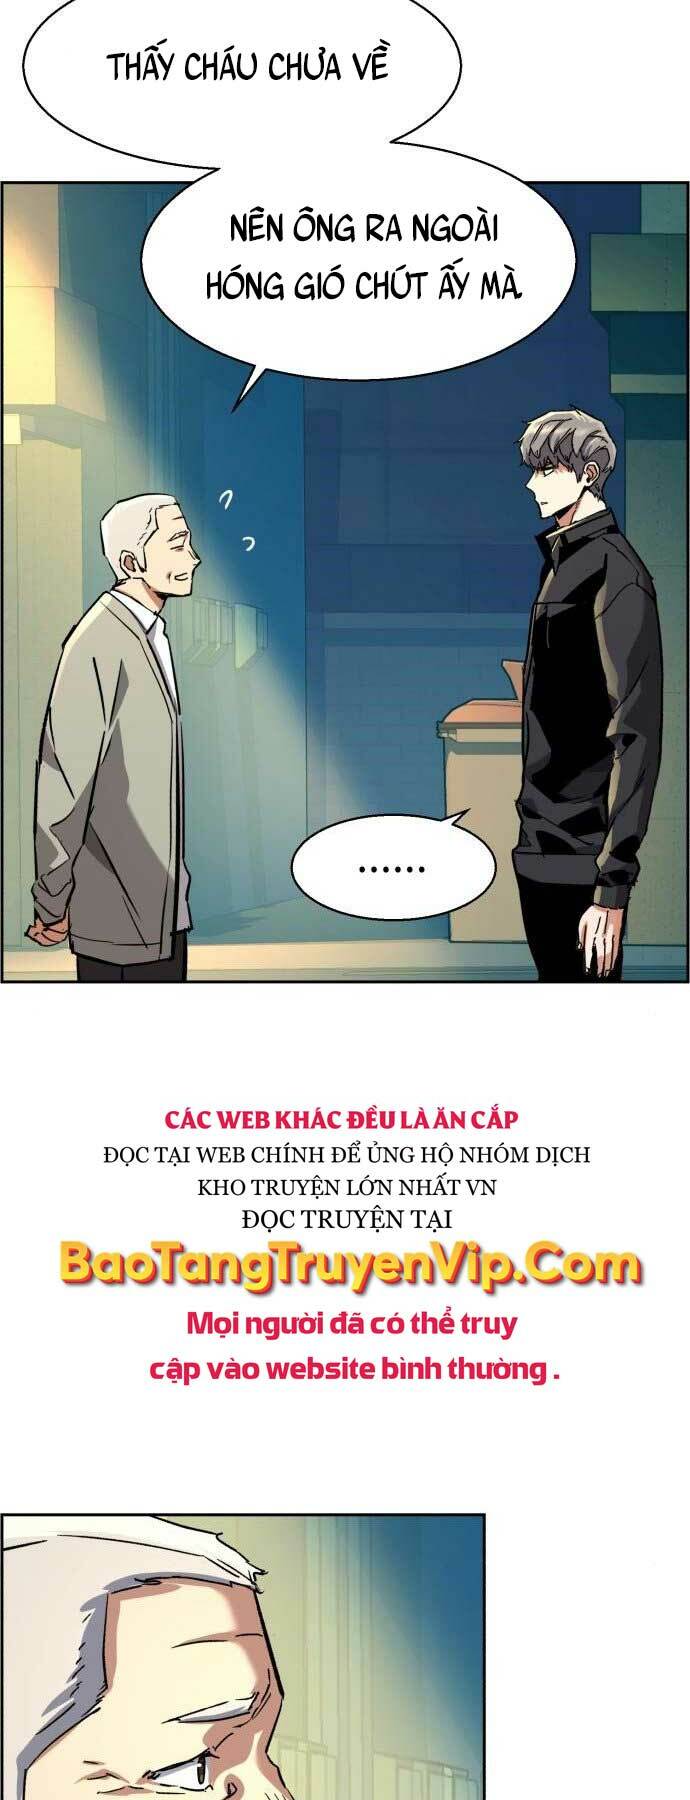 THẤY CHÁU CHƯA VỀ
NÊN ÔNG RA NGOÀI
HÓNG GIÓ CHÚT ẤY MÀ.
......
CÁC WEB KHÁC ĐỀU LÀ ĂN CẮP
ĐỌC TẠI WEB CHÍNH ĐỂ ỦNG HỘ NHÓM DỊCH
KHO TRUYỆN LỚN NHẤT VN
ĐỌC TRUYỆN TẠI
BaoTangTruyenVip.Com
Mọi người đã có thể truy
cập vào website bình thường .